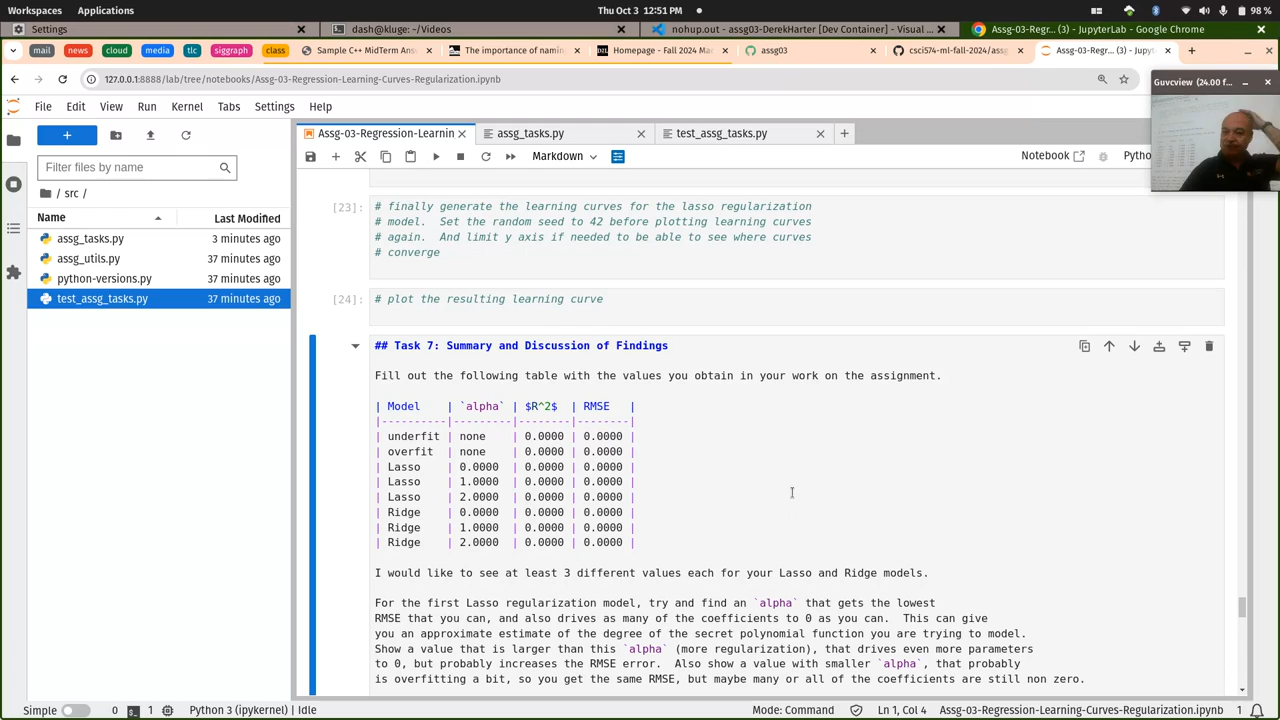 Workspaces Applications Thu Oct 3 12:51 PM 98 %
Settings dash@kluge: ~/Videos nohup.out - assg03-DerekHarter [Dev Container] - Visual ... Assg-03-Regr... (3) - JupyterLab - Google Chrome
mail news cloud media tlc siggraph class Sample C++ MidTerm An The importance of namin Homepage - Fall 2024 Ma assg03 csci574-ml-fall-2024/assg Assg-03-Regr... (3) - Jupyt
127.0.0.1:8888/lab/tree/notebooks/Assg-03-Regression-Learning-Curves-Regularization.ipynb
Guvcview (24.00 f...
File Edit View Run Kernel Tabs Settings Help
Assg-03-Regression-Learnin assg_tasks.py test_assg_tasks.py
Markdown Notebook Pytho
Filter files by name
/ src /
Name Last Modified
assg_tasks.py 3 minutes ago
assg_utils.py 37 minutes ago
python-versions.py 37 minutes ago
test_assg_tasks.py 37 minutes ago
[23]: # finally generate the learning curves for the lasso regularization
# model. Set the random seed to 42 before plotting learning curves
# again. And limit y axis if needed to be able to see where curves
# converge
[24]: # plot the resulting learning curve
## Task 7: Summary and Discussion of Findings
Fill out the following table with the values you obtain in your work on the assignment.
| Model | `alpha` | $R^2$ | RMSE |
|----------|---------|--------|--------|
| underfit | none | 0.0000 | 0.0000 |
| overfit | none | 0.0000 | 0.0000 |
| Lasso | 0.0000 | 0.0000 | 0.0000 |
| Lasso | 1.0000 | 0.0000 | 0.0000 |
| Lasso | 2.0000 | 0.0000 | 0.0000 |
| Ridge | 0.0000 | 0.0000 | 0.0000 |
| Ridge | 1.0000 | 0.0000 | 0.0000 |
| Ridge | 2.0000 | 0.0000 | 0.0000 |
I would like to see at least 3 different values each for your Lasso and Ridge models.
For the first Lasso regularization model, try and find an `alpha` that gets the lowest
RMSE that you can, and also drives as many of the coefficients to 0 as you can. This can give
you an approximate estimate of the degree of the secret polynomial function you are trying to model.
Show a value that is larger than this `alpha` (more regularization), that drives even more parameters
to 0, but probably increases the RMSE error. Also show a value with smaller `alpha`, that probably
is overfitting a bit, so you get the same RMSE, but maybe many or all of the coefficients are still non zero.
Simple 0 1 Python 3 (ipykernel) | Idle Mode: Command Ln 1, Col 4 Assg-03-Regression-Learning-Curves-Regularization.ipynb 1